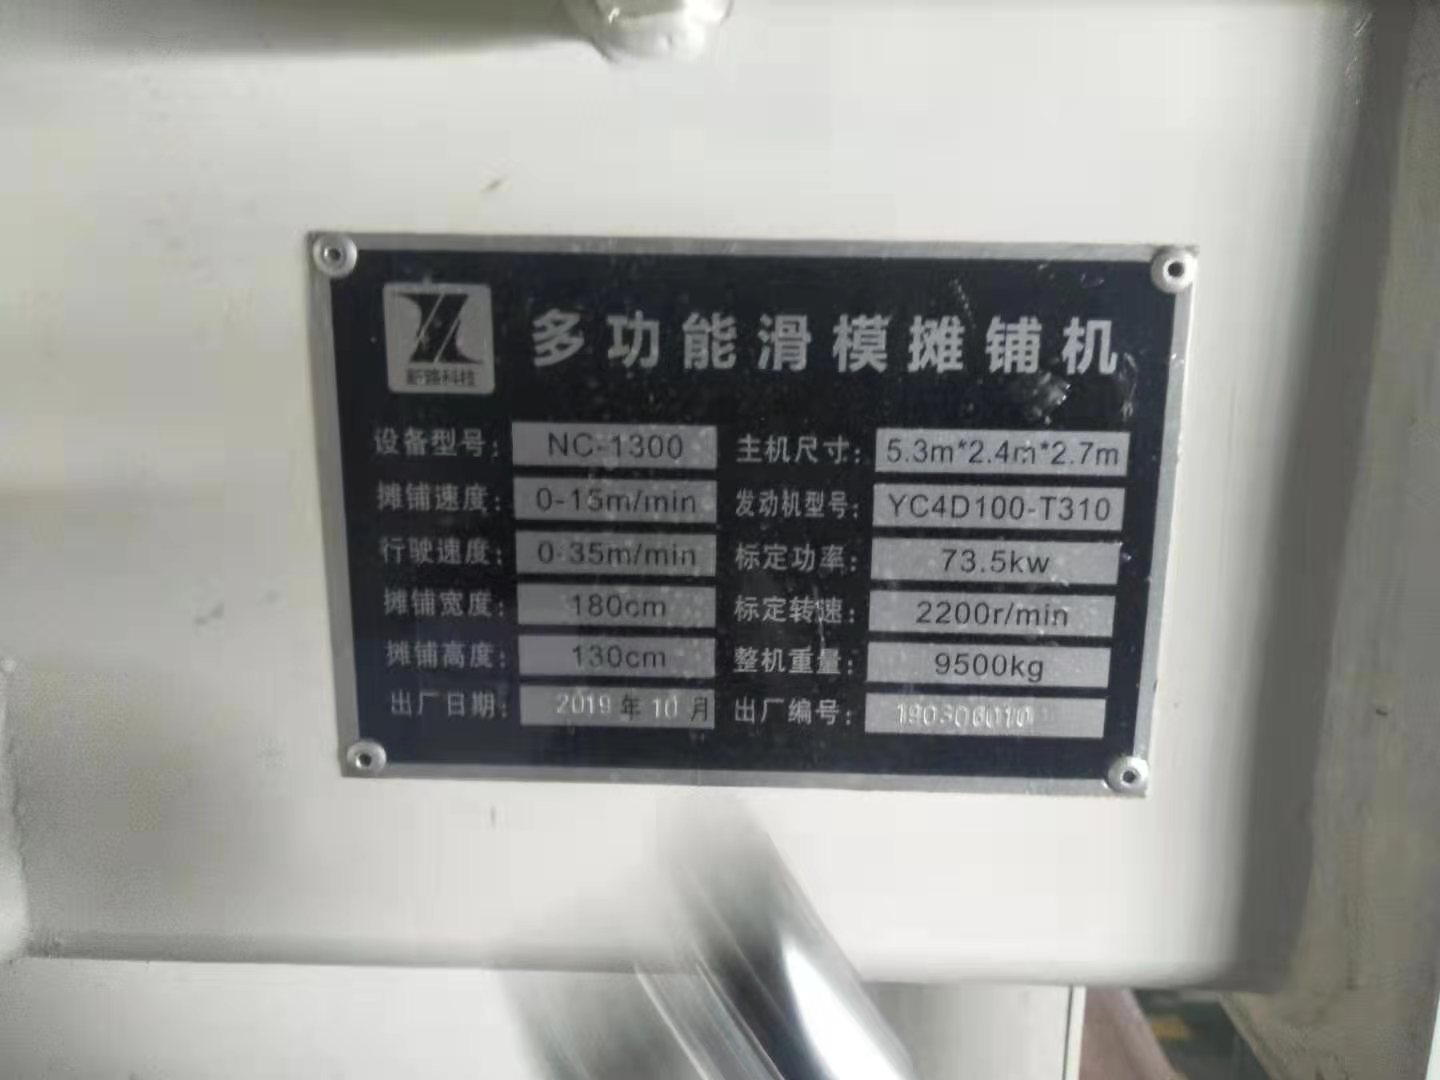 新路科技
多功能滑模摊铺机
设备型号: NC-1300 主机尺寸: 5.3m*2.4m*2.7m
摊铺速度: 0-15m/min 发动机型号: YC4D100-T310
行驶速度: 0-35m/min 标定功率: 73.5kw
摊铺宽度: 180cm 标定转速: 2200r/min
摊铺高度: 130cm 整机重量: 9500kg
出厂日期: 2019年10月 出厂编号: